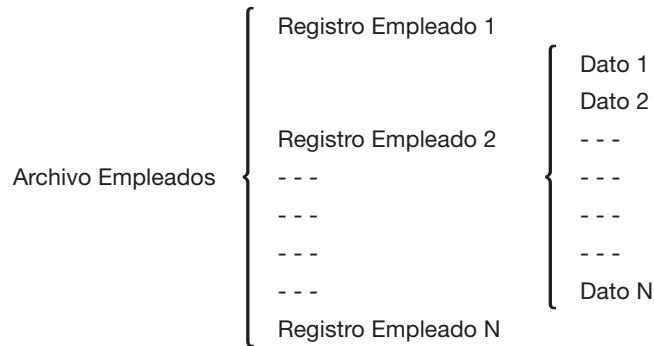 Registro Empleado 1
Dato 1
Dato 2
Registro Empleado 2 - - -
Archivo Empleados - - - - - -
- - - - - -
- - - - - -
- - - Dato N
Registro Empleado N